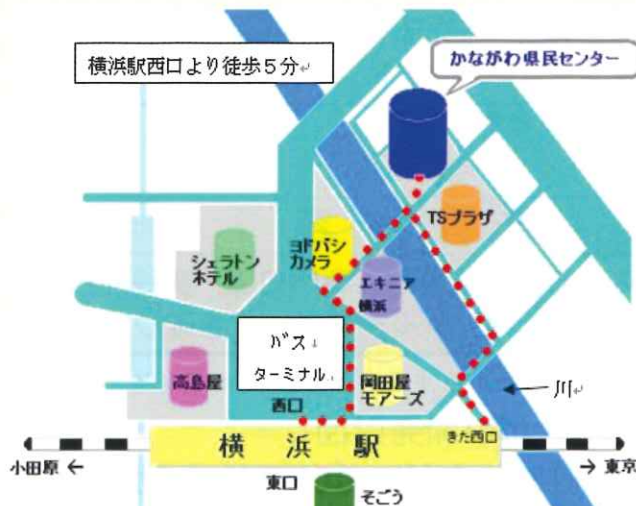 横浜駅西口より徒歩５分
かながわ県民センター
TSプラザ
ヨドバシ
カメラ
シェラトン
ホテル
エキニア
横浜
バス
ターミナル
高島屋
岡田屋
モアーズ
川
西口
きた西口
横浜駅
小田原 ←
→ 東京
東口
そごう